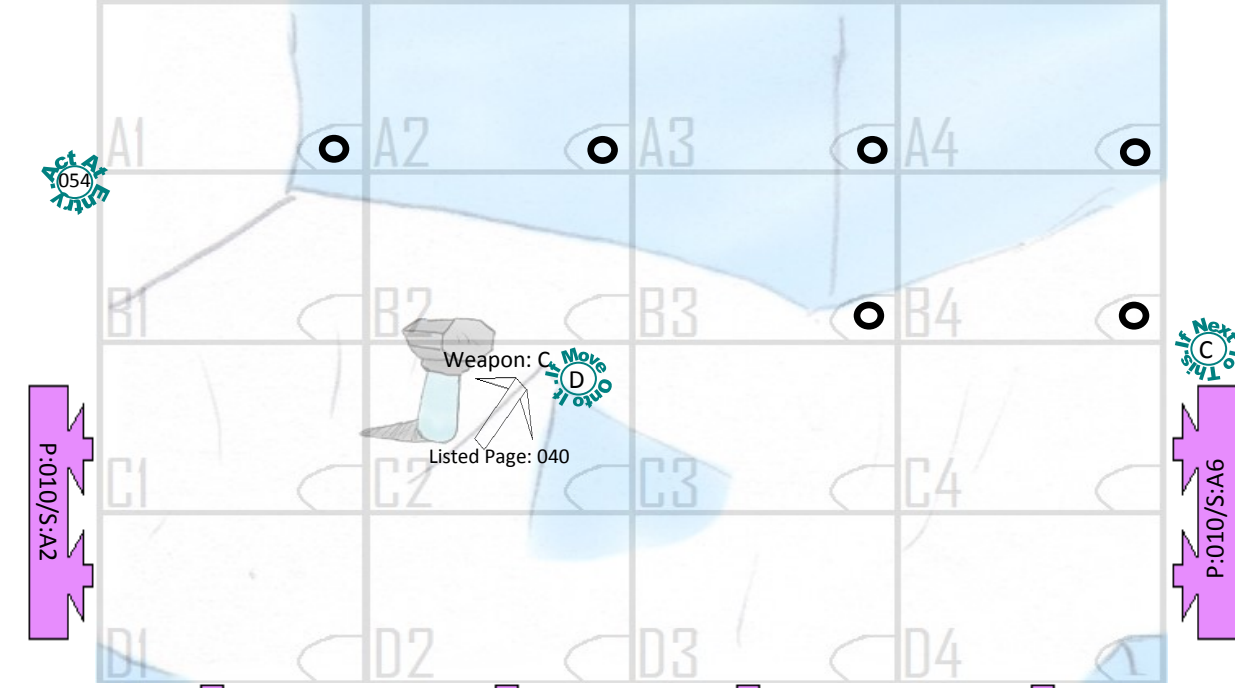 A1
A2
A3
A4
Act At Entry
054
B1
B2
B3
B4
If Next To This
C
Weapon: C
If Move Onto It
D
P:010/S:A2
Listed Page: 040
P:010/S:A6
C1
C2
C3
C4
D1
D2
D3
D4